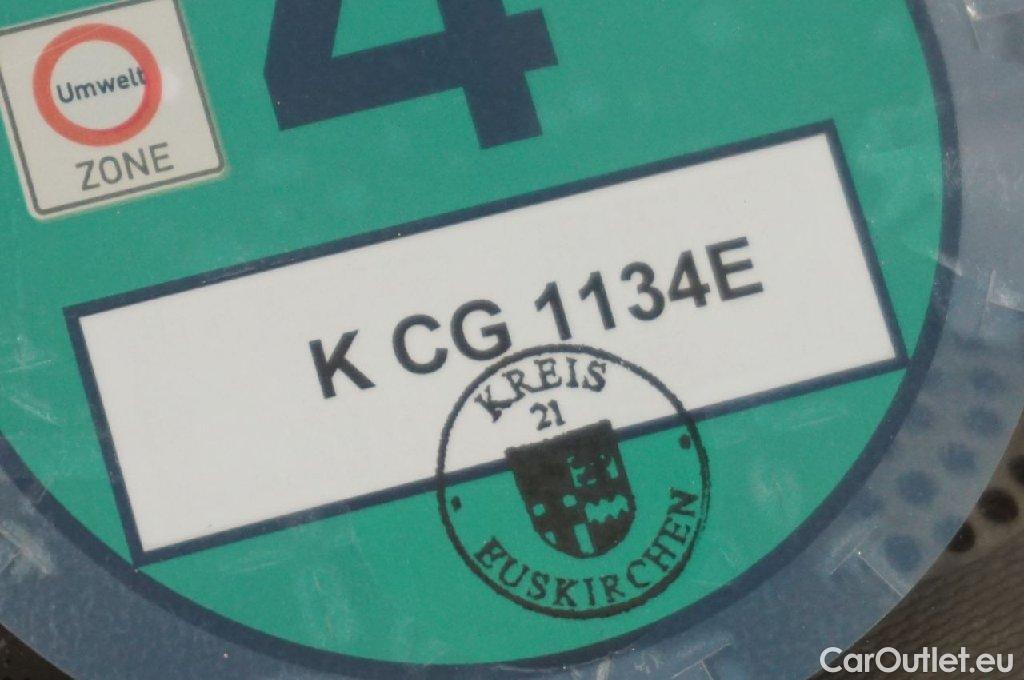 4
Umwelt
ZONE
K CG 1134E
KREIS
21
EUSKIRCHEN
CarOutlet.eu